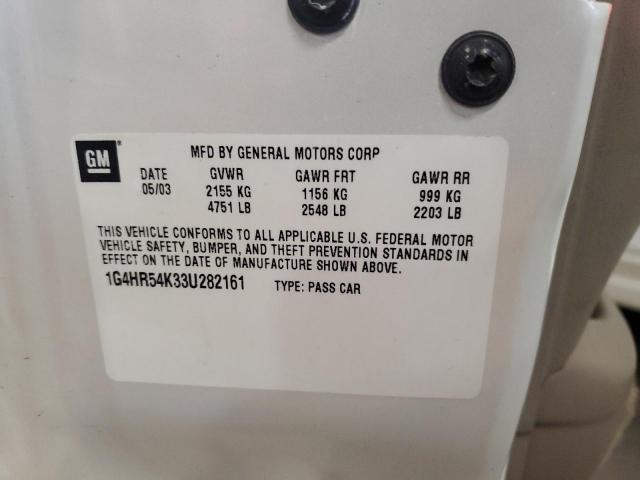 GM
MFD BY GENERAL MOTORS CORP
DATE GVWR GAWR FRT GAWR RR
05/03 2155 KG 1156 KG 999 KG
4751 LB 2548 LB 2203 LB
THIS VEHICLE CONFORMS TO ALL APPLICABLE U.S. FEDERAL MOTOR
VEHICLE SAFETY, BUMPER, AND THEFT PREVENTION STANDARDS IN
EFFECT ON THE DATE OF MANUFACTURE SHOWN ABOVE.
1G4HR54K33U282161 TYPE: PASS CAR